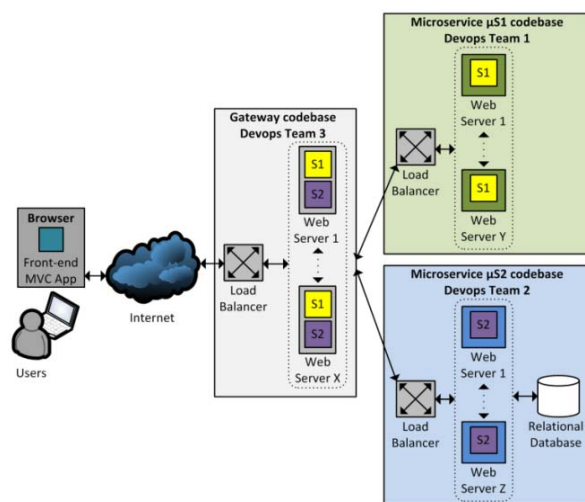 Browser
Front-end
MVC App
Users
Internet
Gateway codebase
Devops Team 3
Load
Balancer
S1
S2
Web
Server 1
S1
S2
Web
Server X
Microservice µS1 codebase
Devops Team 1
Load
Balancer
S1
Web
Server 1
S1
Web
Server Y
Microservice µS2 codebase
Devops Team 2
Load
Balancer
S2
Web
Server 1
S2
Web
Server Z
Relational
Database